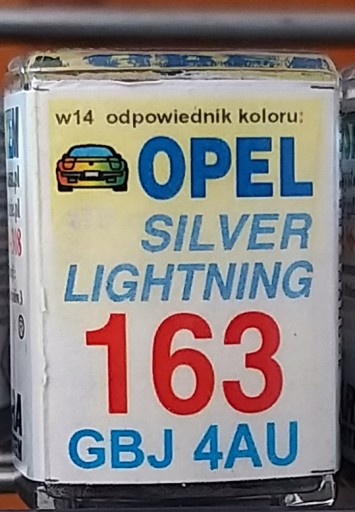 w14 odpowiednik koloru:
OPEL
SILVER
LIGHTNING
163
GBJ 4AU